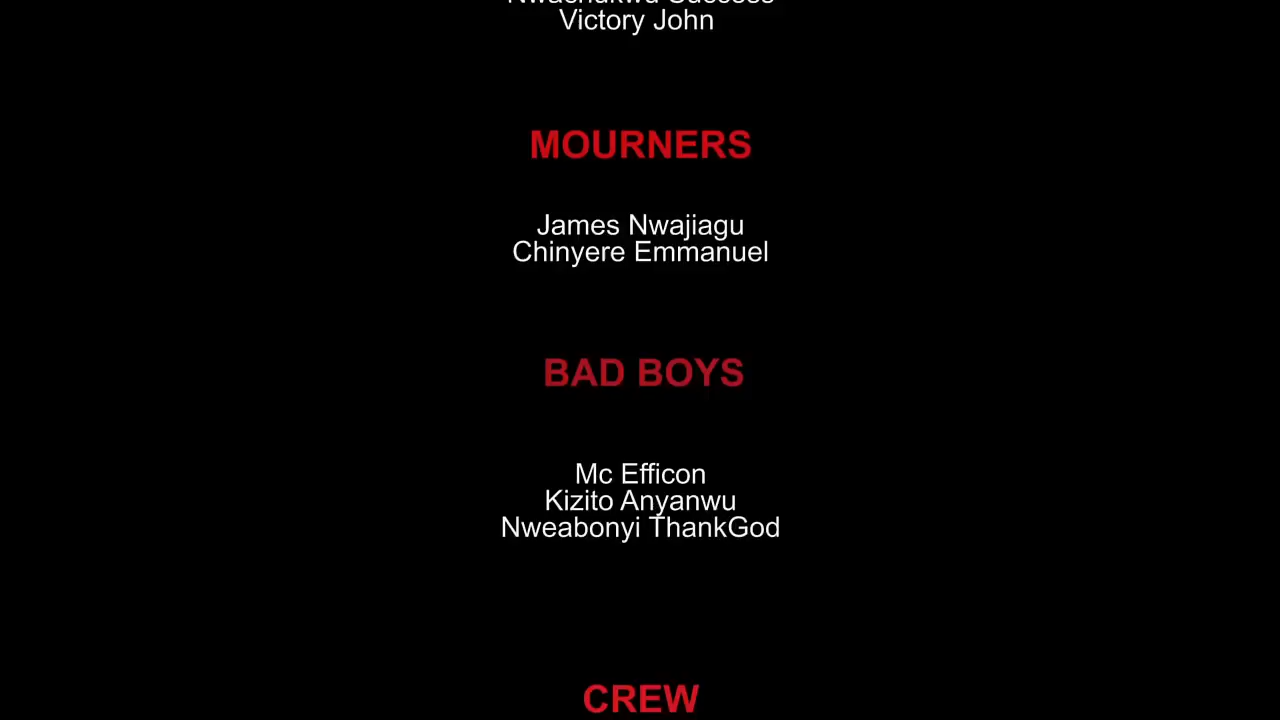 Victory John
MOURNERS
James Nwajiagu
Chinyere Emmanuel
BAD BOYS
Mc Efficon
Kizito Anyanwu
Nweabonyi ThankGod
CREW